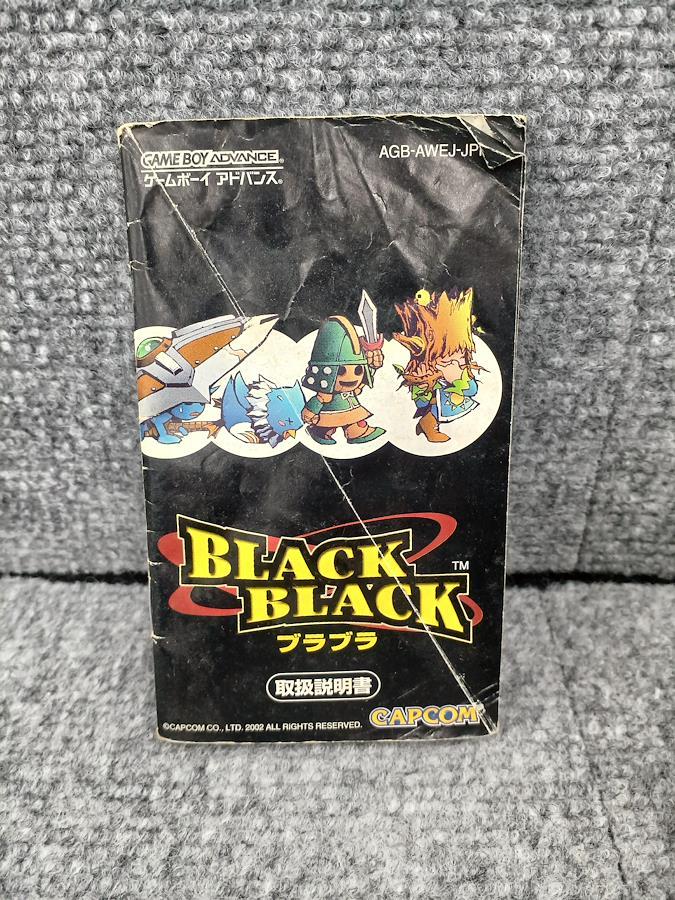 GAME BOY ADVANCE
ゲームボーイ アドバンス
AGB-AWEJ-JP
BLACK
BLACK
TM
ブラブラ
取扱説明書
©CAPCOM CO., LTD. 2002 ALL RIGHTS RESERVED.
CAPCOM